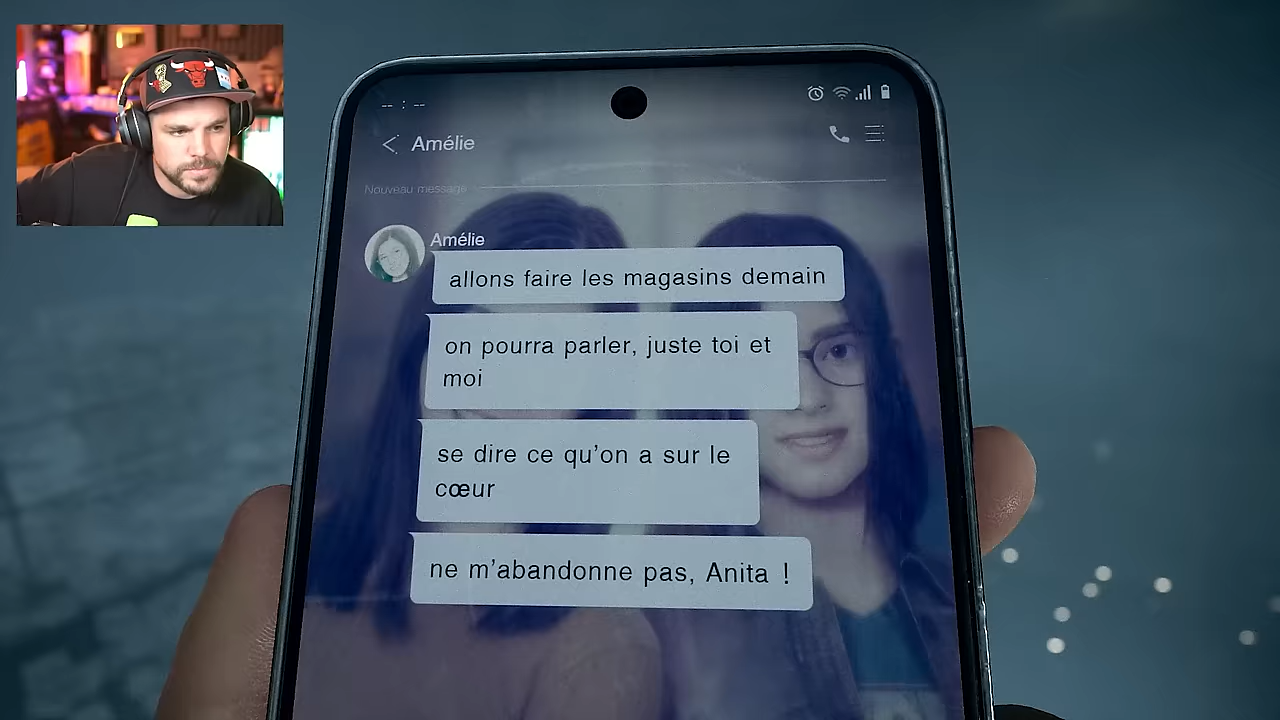 -- : --
Amélie
Nouveau message
Amélie
allons faire les magasins demain
on pourra parler, juste toi et
moi
se dire ce qu'on a sur le
cœur
ne m'abandonne pas, Anita !